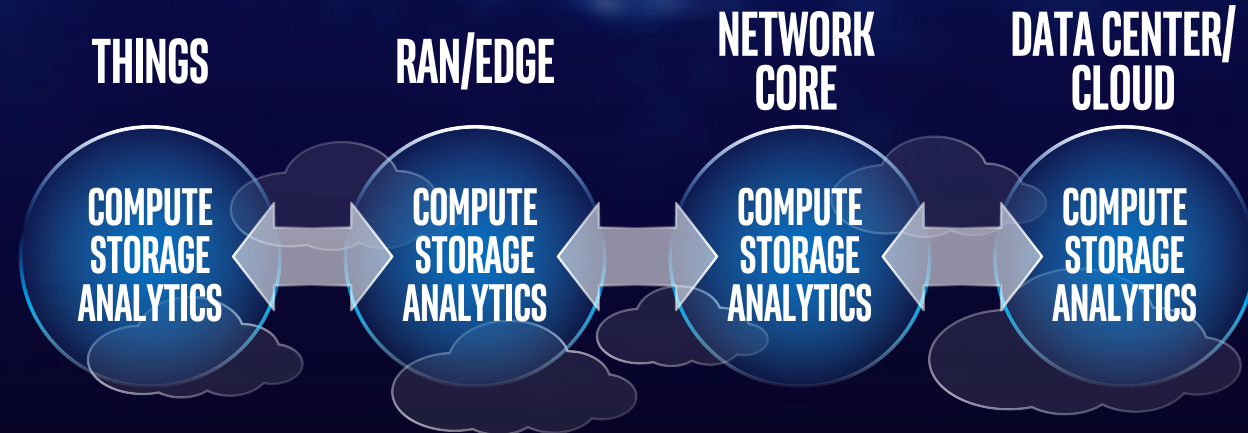 THINGS
RAN/EDGE
NETWORK
CORE
DATA CENTER/
CLOUD
COMPUTE
STORAGE
ANALYTICS
COMPUTE
STORAGE
ANALYTICS
COMPUTE
STORAGE
ANALYTICS
COMPUTE
STORAGE
ANALYTICS